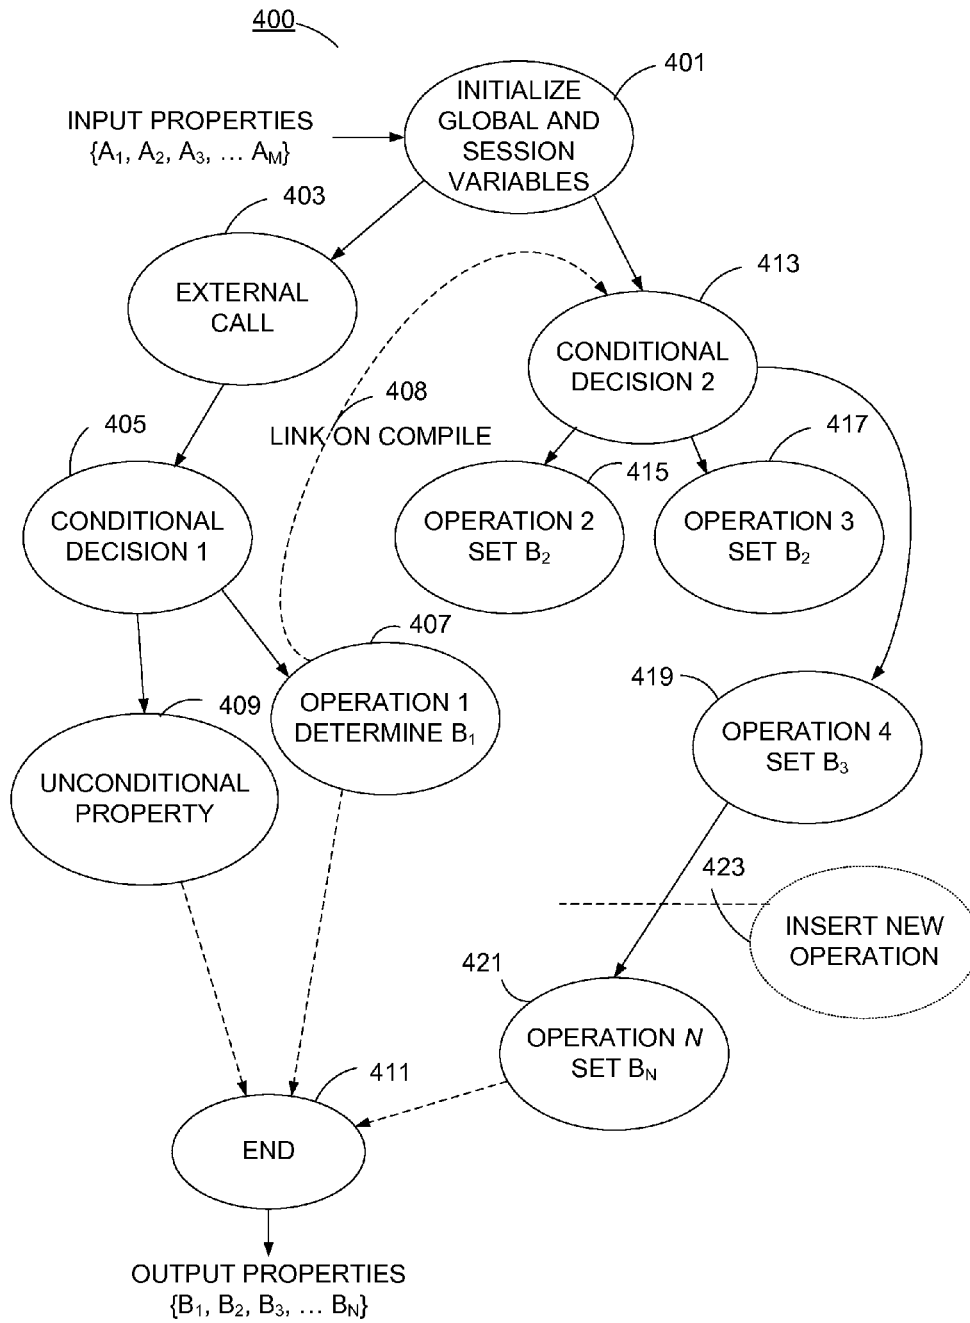 400
401
INITIALIZE
GLOBAL AND
SESSION
VARIABLES
INPUT PROPERTIES
{A1, A2, A3, … AM}
403
EXTERNAL
CALL
413
CONDITIONAL
DECISION 2
408
LINK ON COMPILE
405
CONDITIONAL
DECISION 1
415
OPERATION 2
SET B2
417
OPERATION 3
SET B2
407
OPERATION 1
DETERMINE B1
409
UNCONDITIONAL
PROPERTY
419
OPERATION 4
SET B3
423
INSERT NEW
OPERATION
421
OPERATION N
SET BN
411
END
OUTPUT PROPERTIES
{B1, B2, B3, … BN}